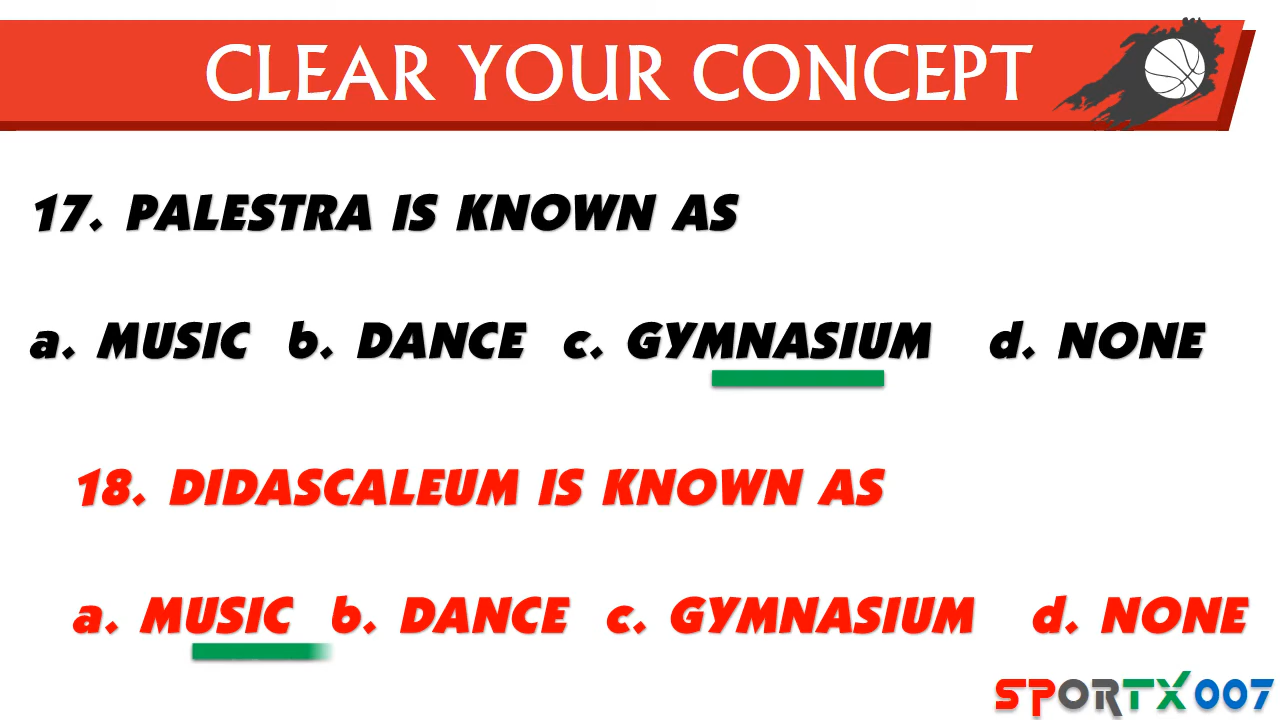 CLEAR YOUR CONCEPT
17. PALESTRA IS KNOWN AS
a. MUSIC b. DANCE c. GYMNASIUM d. NONE
18. DIDASCALEUM IS KNOWN AS
a. MUSIC b. DANCE c. GYMNASIUM d. NONE
SPORTX007